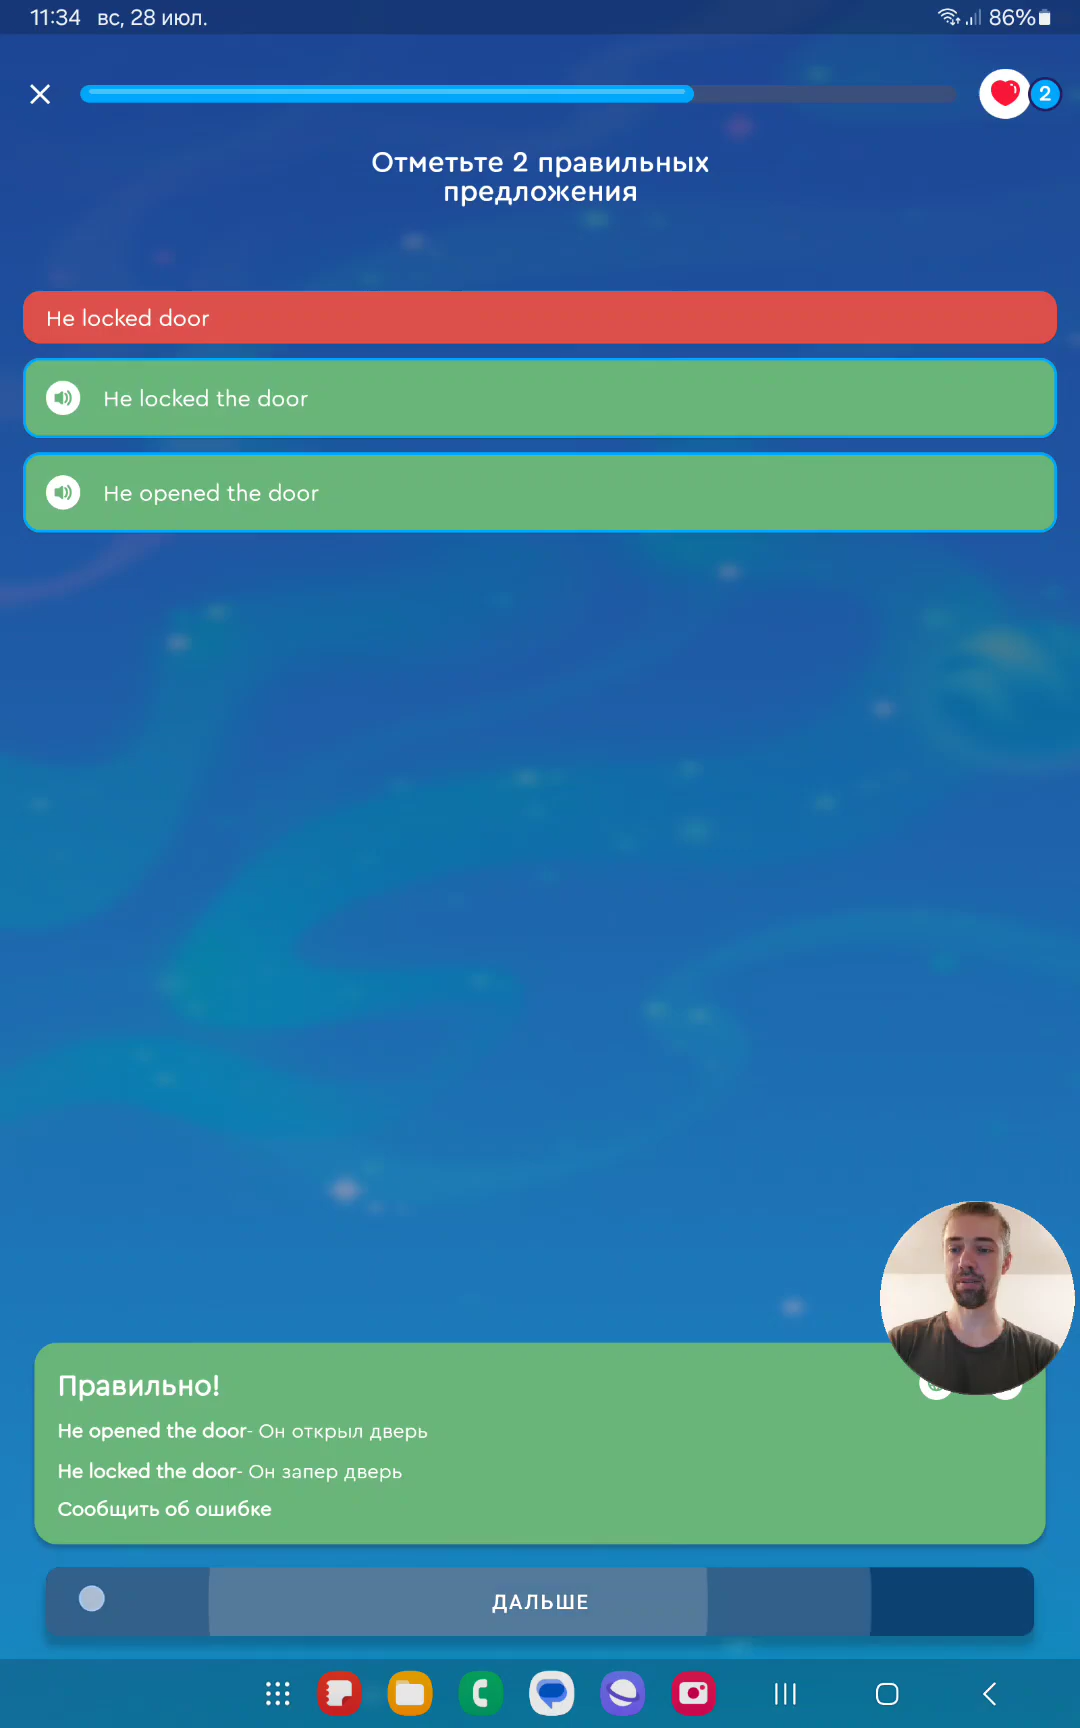 11:34 вс, 28 июл.
86%
2
Отметьте 2 правильных
предложения
He locked door
He locked the door
He opened the door
Правильно!
He opened the door- Он открыл дверь
He locked the door- Он запер дверь
Сообщить об ошибке
ДАЛЬШЕ